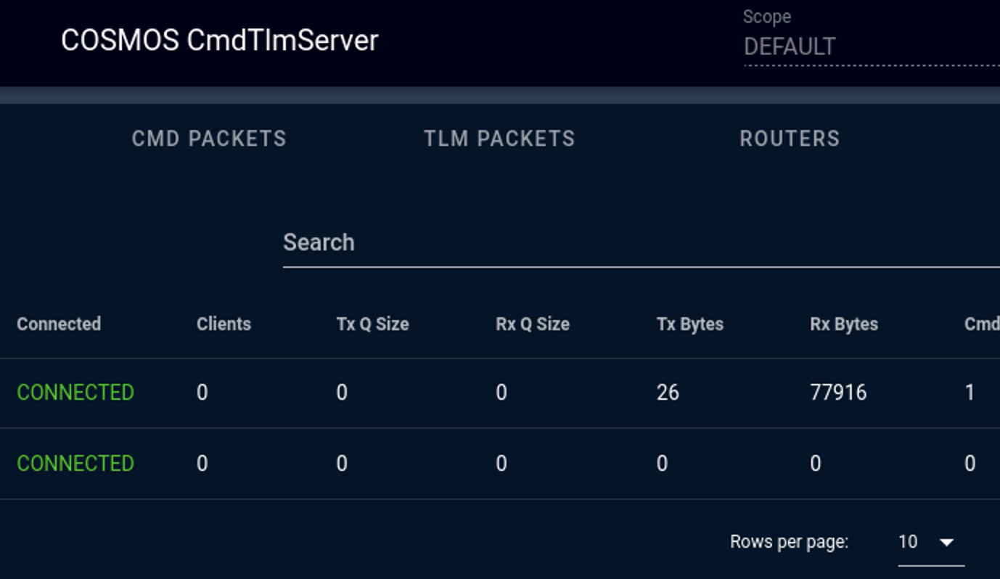 Scope
COSMOS CmdTlmServer DEFAULT
CMD PACKETS TLM PACKETS ROUTERS
Search
Connected Clients Tx Q Size Rx Q Size Tx Bytes Rx Bytes Cmd
CONNECTED 0 0 0 26 77916 1
CONNECTED 0 0 0 0 0 0
Rows per page: 10